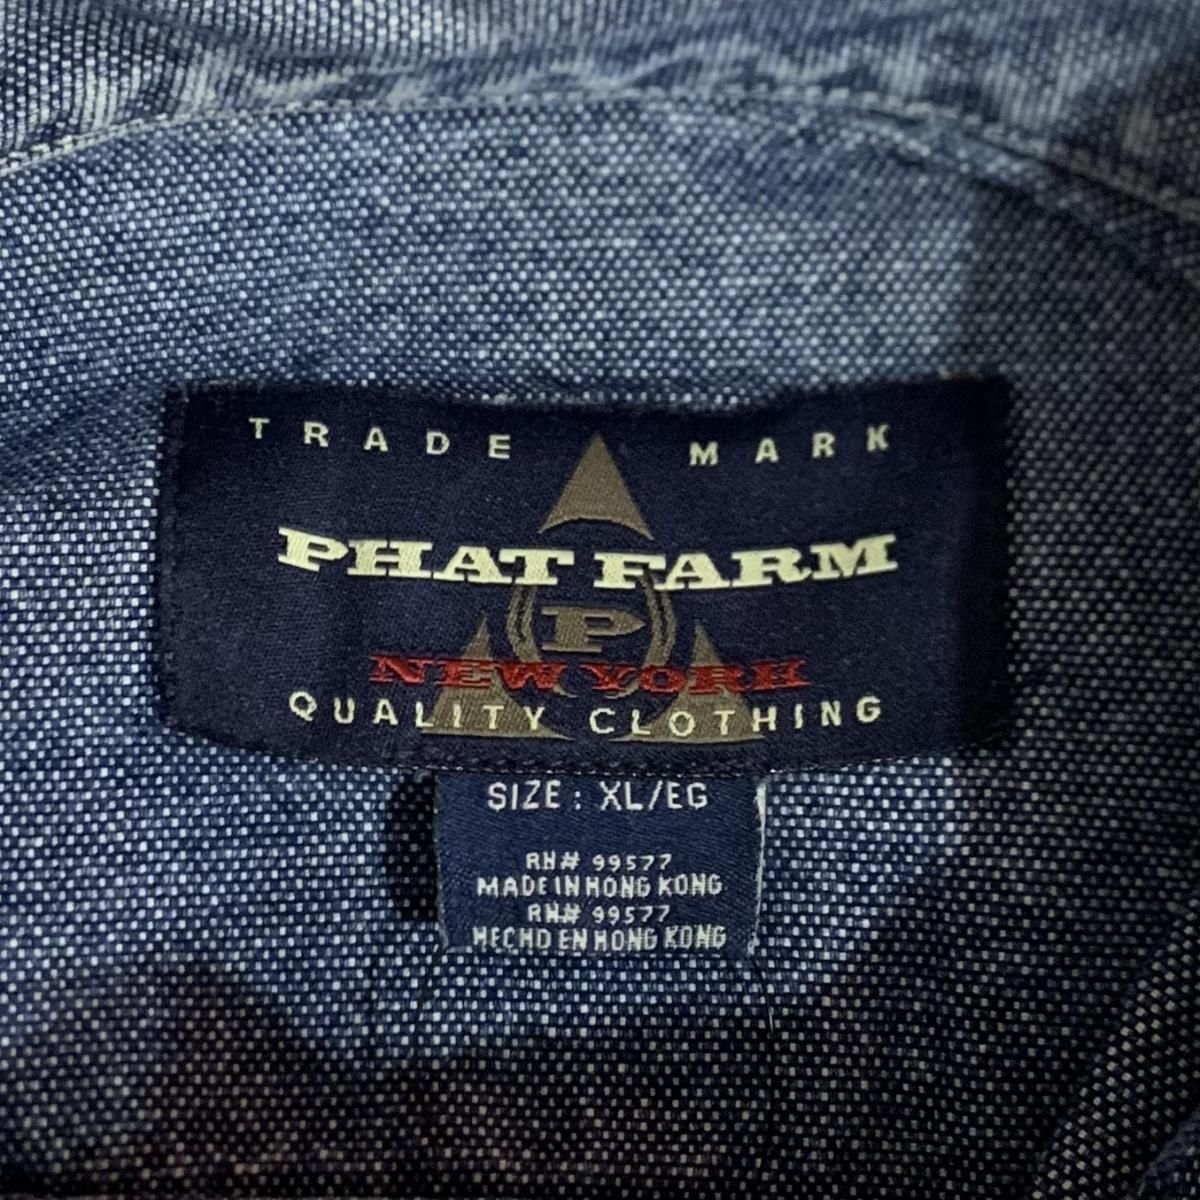 TRADE MARK
PHAT FARM
P
NEW YORK
QUALITY CLOTHING
SIZE: XL/EG
RN# 99577
MADE IN HONG KONG
RN# 99577
HECHO EN HONG KONG